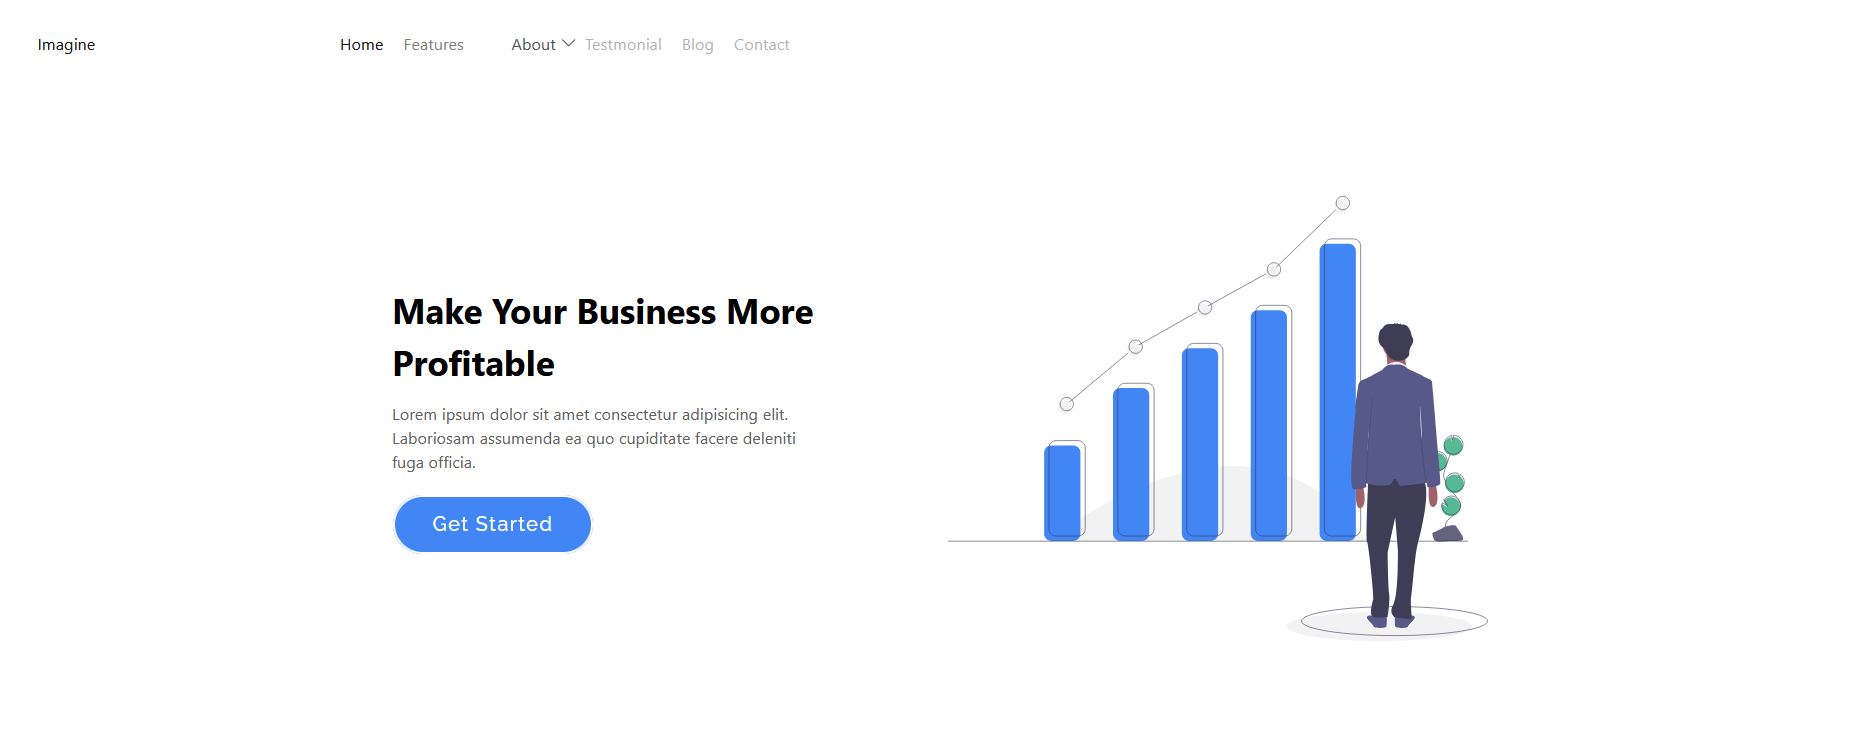 Imagine Home Features About Testmonial Blog Contact
Make Your Business More
Profitable
Lorem ipsum dolor sit amet consectetur adipisicing elit.
Laboriosam assumenda ea quo cupiditate facere deleniti
fuga officia.
Get Started